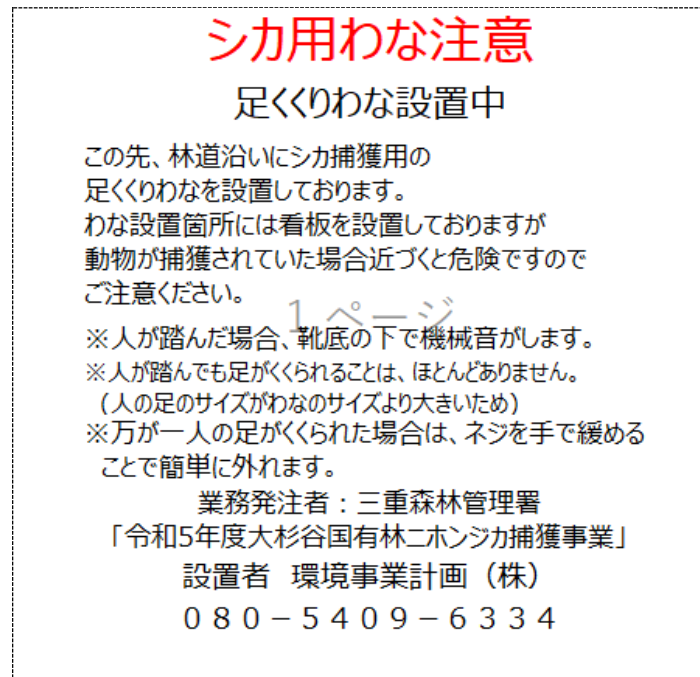 シカ用わな注意
足くくりわな設置中
この先、林道沿いにシカ捕獲用の
足くくりわなを設置しております。
わな設置箇所には看板を設置しておりますが
動物が捕獲されていた場合近づくと危険ですので
ご注意ください。
1 ページ
※人が踏んだ場合、靴底の下で機械音がします。
※人が踏んでも足がくくられることは、ほとんどありません。
（人の足のサイズがわなのサイズより大きいため）
※万が一人の足がくくられた場合は、ネジを手で緩める
ことで簡単に外れます。
業務発注者：三重森林管理署
「令和5年度大杉谷国有林ニホンジカ捕獲事業」
設置者 環境事業計画（株）
０８０－５４０９－６３３４